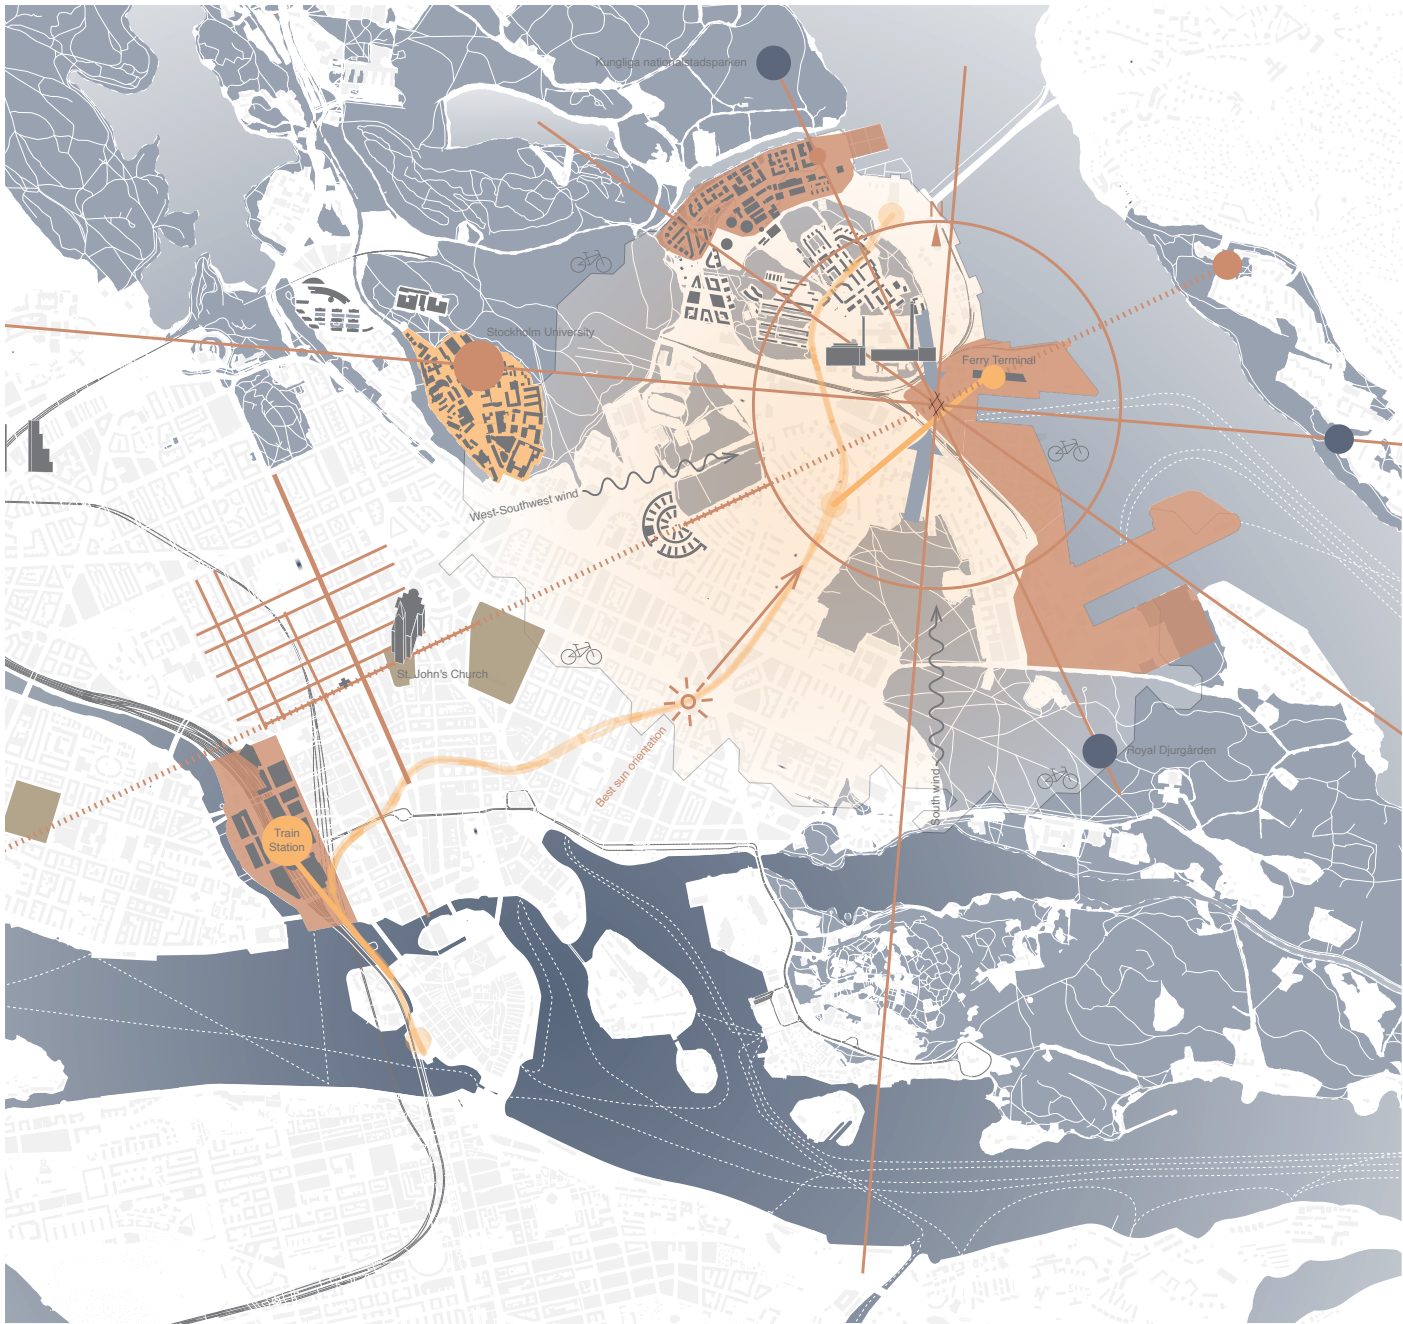 Kungliga nationalstadsparken
N
Stockholm University
Ferry Terminal
West-Southwest wind
St. John's Church
Best sun orientation
South wind
Royal Djurgården
Train
Station